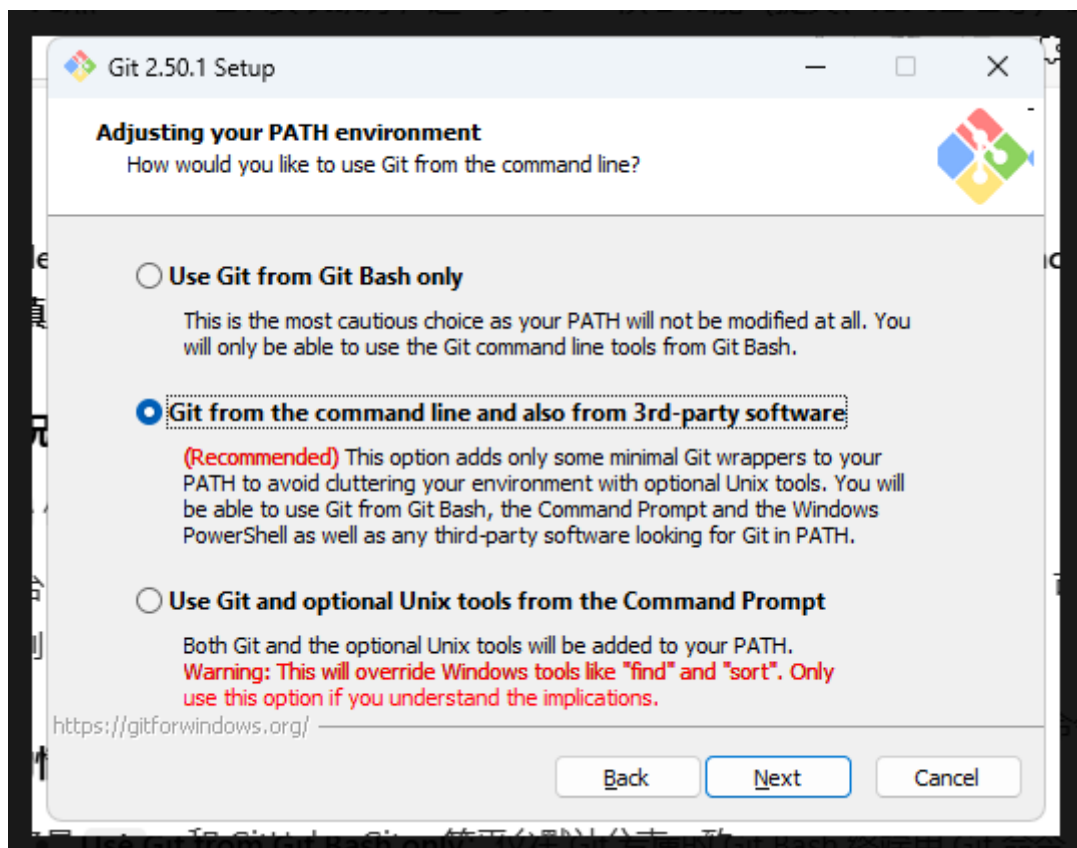 Git 2.50.1 Setup
Adjusting your PATH environment
How would you like to use Git from the command line?
Use Git from Git Bash only
This is the most cautious choice as your PATH will not be modified at all. You
will only be able to use the Git command line tools from Git Bash.
Git from the command line and also from 3rd-party software
(Recommended) This option adds only some minimal Git wrappers to your
PATH to avoid cluttering your environment with optional Unix tools. You will
be able to use Git from Git Bash, the Command Prompt and the Windows
PowerShell as well as any third-party software looking for Git in PATH.
Use Git and optional Unix tools from the Command Prompt
Both Git and the optional Unix tools will be added to your PATH.
Warning: This will override Windows tools like "find" and "sort". Only
use this option if you understand the implications.
https://gitforwindows.org/
Back
Next
Cancel